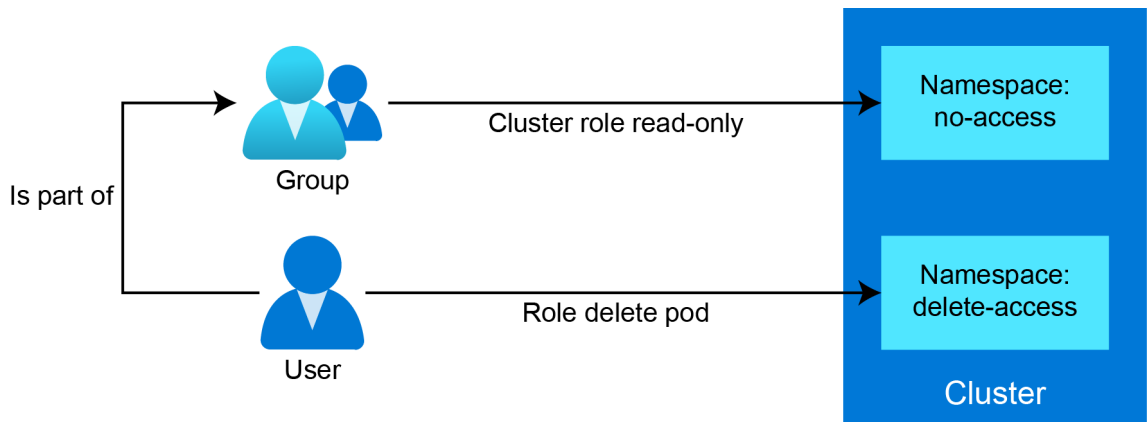 Namespace:
no-access
Cluster role read-only
Group
Is part of
Namespace:
delete-access
Role delete pod
User
Cluster